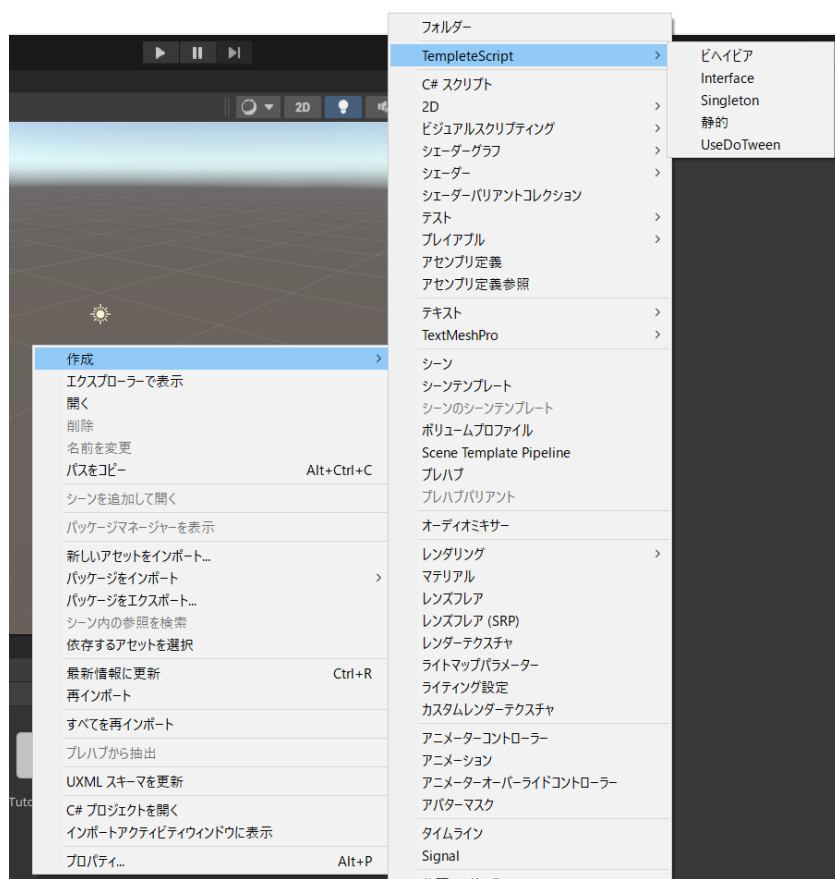 フォルダー
TempleteScript
C# スクリプト
2D
ビジュアルスクリプティング
シェーダーグラフ
シェーダー
シェーダーバリアントコレクション
テスト
プレイアブル
アセンブリ定義
アセンブリ定義参照
テキスト
TextMeshPro
シーン
シーンテンプレート
シーンのシーンテンプレート
ボリュームプロファイル
Scene Template Pipeline
プレハブ
プレハブバリアント
オーディオミキサー
レンダリング
マテリアル
レンズフレア
レンズフレア (SRP)
レンダーテクスチャ
ライトマップパラメーター
ライティング設定
カスタムレンダーテクスチャ
アニメーターコントローラー
アニメーション
アニメーターオーバーライドコントローラー
アバターマスク
タイムライン
Signal
ビヘイビア
Interface
Singleton
静的
UseDoTween
2D
作成
エクスプローラーで表示
開く
削除
名前を変更
パスをコピー Alt+Ctrl+C
シーンを追加して開く
パッケージマネージャーを表示
新しいアセットをインポート...
パッケージをインポート
パッケージをエクスポート...
シーン内の参照を検索
依存するアセットを選択
最新情報に更新 Ctrl+R
再インポート
すべてを再インポート
プレハブから抽出
UXML スキーマを更新
C# プロジェクトを開く
インポートアクティビティウィンドウに表示
プロパティ... Alt+P
Tuto